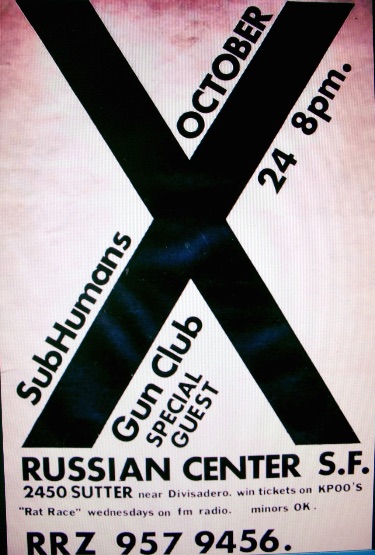 X
OCTOBER
24 8pm.
SubHumans
Gun Club
SPECIAL
GUEST
RUSSIAN CENTER S.F.
2450 SUTTER near Divisadero. win tickets on KPOO'S
"Rat Race" wednesdays on fm radio. minors OK.
RRZ 957 9456.